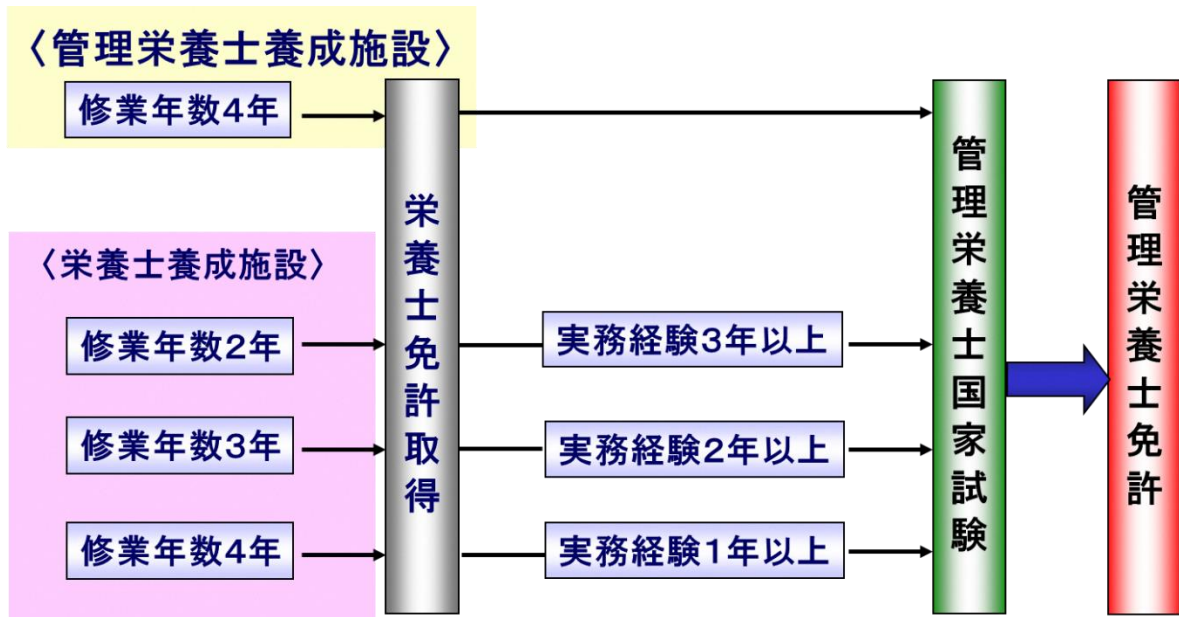 〈管理栄養士養成施設〉
修業年数4年
〈栄養士養成施設〉
修業年数2年
修業年数3年
修業年数4年
栄養士免許取得
実務経験3年以上
実務経験2年以上
実務経験1年以上
管理栄養士国家試験
管理栄養士免許